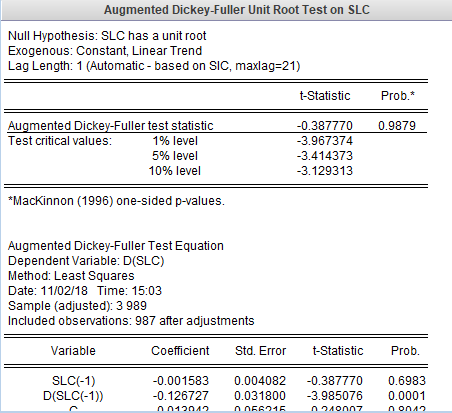 Augmented Dickey-Fuller Unit Root Test on SLC
Null Hypothesis: SLC has a unit root
Exogenous: Constant, Linear Trend
Lag Length: 1 (Automatic - based on SIC, maxlag=21)
t-Statistic Prob.*
Augmented Dickey-Fuller test statistic -0.387770 0.9879
Test critical values: 1% level -3.967374
5% level -3.414373
10% level -3.129313
*MacKinnon (1996) one-sided p-values.
Augmented Dickey-Fuller Test Equation
Dependent Variable: D(SLC)
Method: Least Squares
Date: 11/02/18 Time: 15:03
Sample (adjusted): 3 989
Included observations: 987 after adjustments
Variable Coefficient Std. Error t-Statistic Prob.
SLC(-1) -0.001583 0.004082 -0.387770 0.6983
D(SLC(-1)) -0.126727 0.031800 -3.985076 0.0001